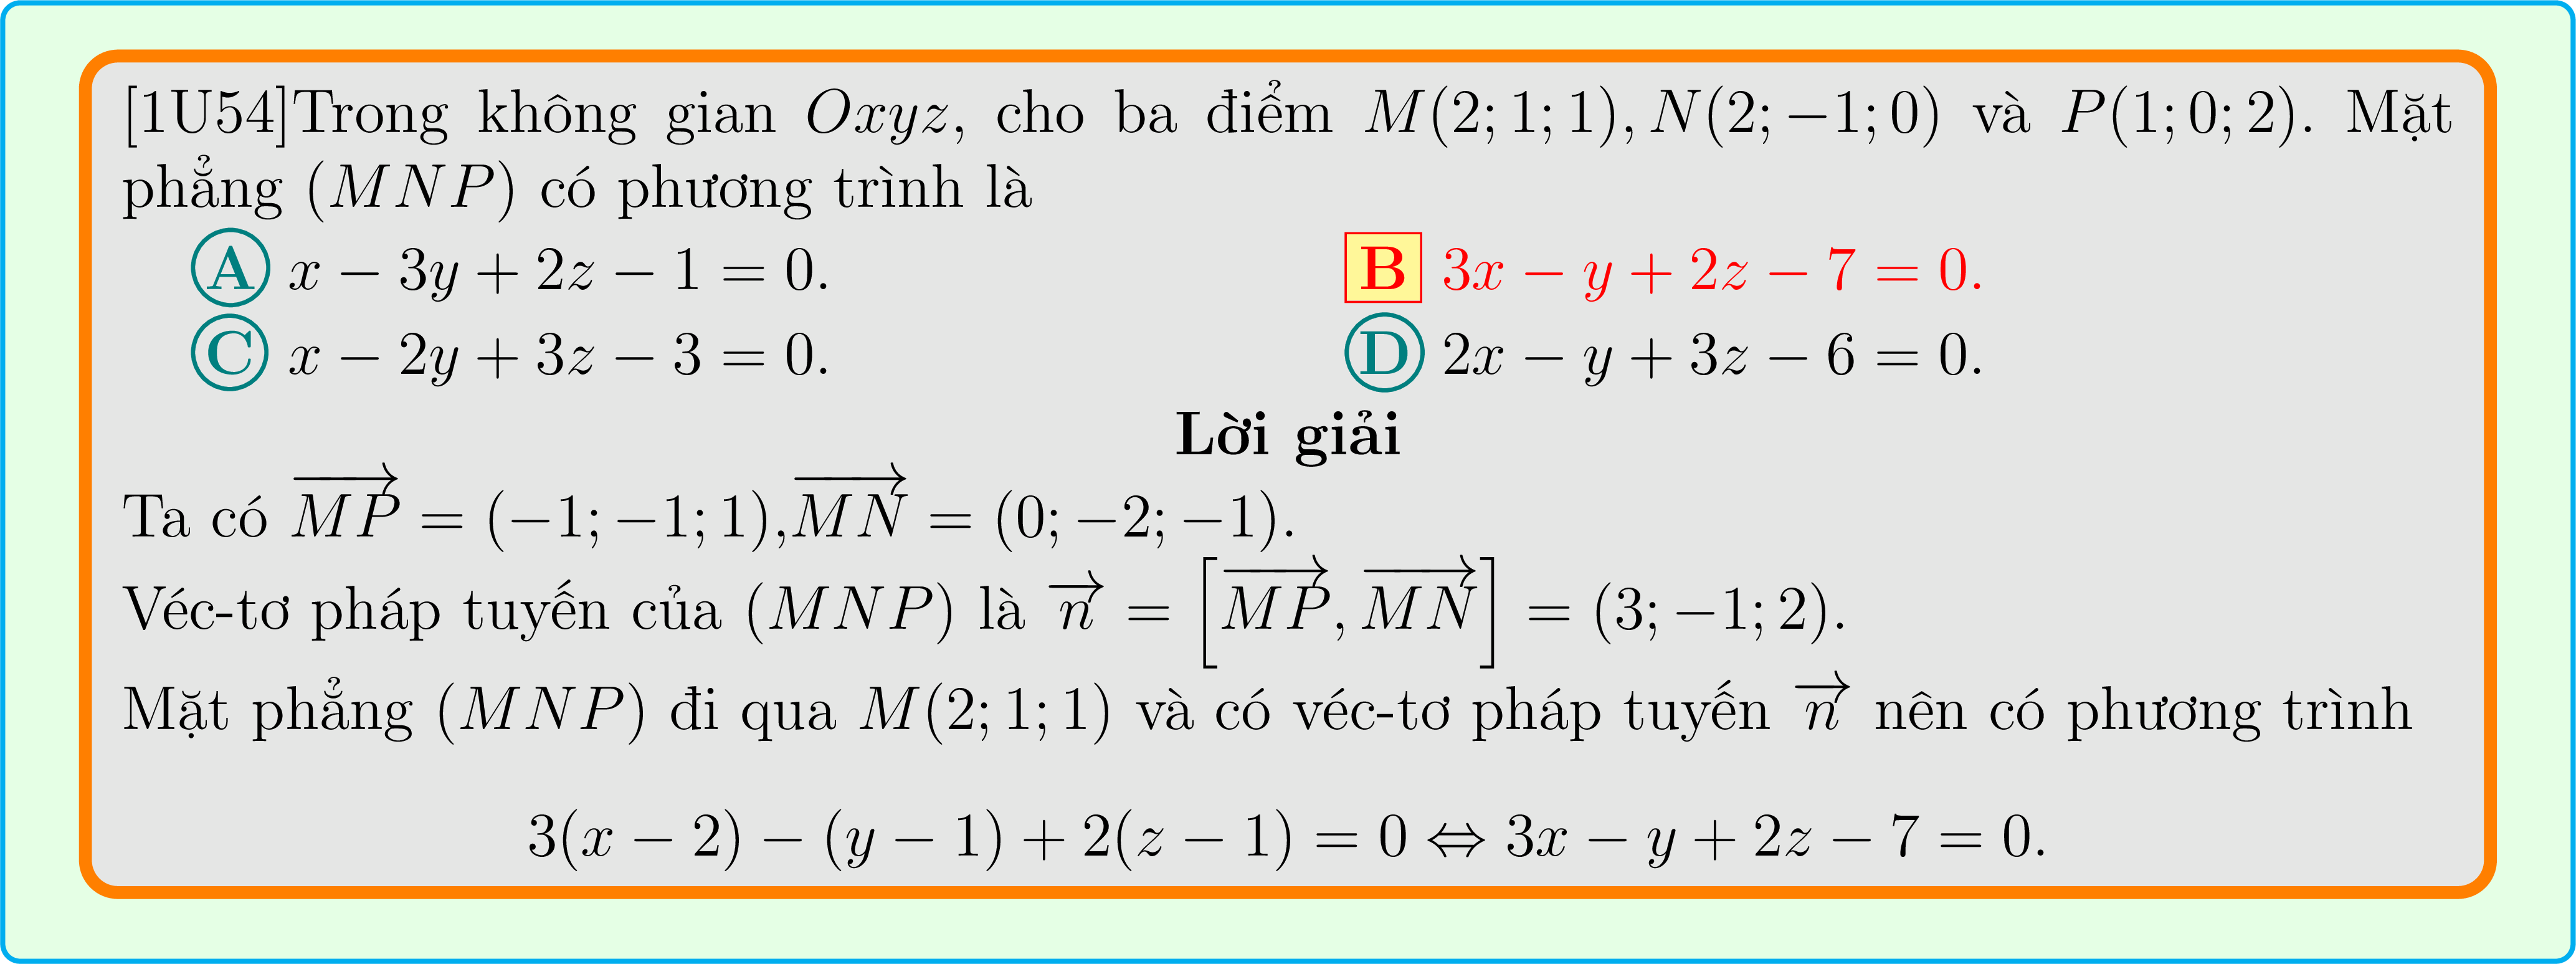 [1U54]Trong không gian Oxyz, cho ba điểm M(2; 1; 1), N(2; −1; 0) và P(1; 0; 2). Mặt
phẳng (MNP) có phương trình là
A x − 3y + 2z − 1 = 0. B 3x − y + 2z − 7 = 0.
C x − 2y + 3z − 3 = 0. D 2x − y + 3z − 6 = 0.
Lời giải
Ta có \overrightarrow{MP} = (−1; −1; 1),\overrightarrow{MN} = (0; −2; −1).
Véc-tơ pháp tuyến của (MNP) là \overrightarrow{n} = [\overrightarrow{MP}, \overrightarrow{MN}] = (3; −1; 2).
Mặt phẳng (MNP) đi qua M(2; 1; 1) và có véc-tơ pháp tuyến \overrightarrow{n} nên có phương trình
3(x − 2) − (y − 1) + 2(z − 1) = 0 ⇔ 3x − y + 2z − 7 = 0.